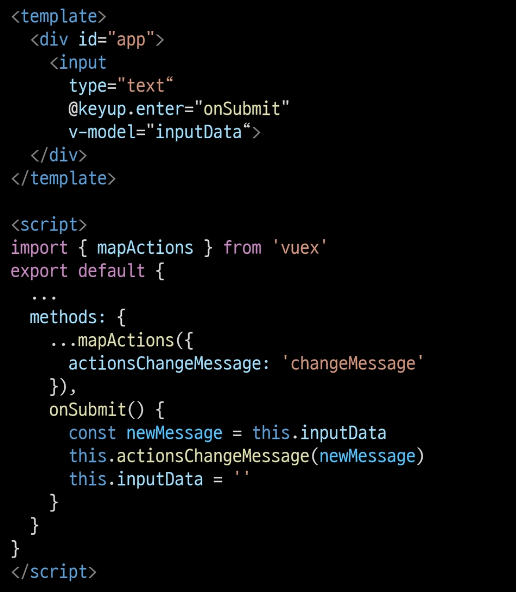 <template>
  <div id="app">
    <input
      type="text“
      @keyup.enter="onSubmit"
      v-model="inputData“>
  </div>
</template>

<script>
import { mapActions } from 'vuex'
export default {
  ...
  methods: {
    ...mapActions({
      actionsChangeMessage: 'changeMessage'
    }),
    onSubmit() {
      const newMessage = this.inputData
      this.actionsChangeMessage(newMessage)
      this.inputData = ''
    }
  }
}
</script>